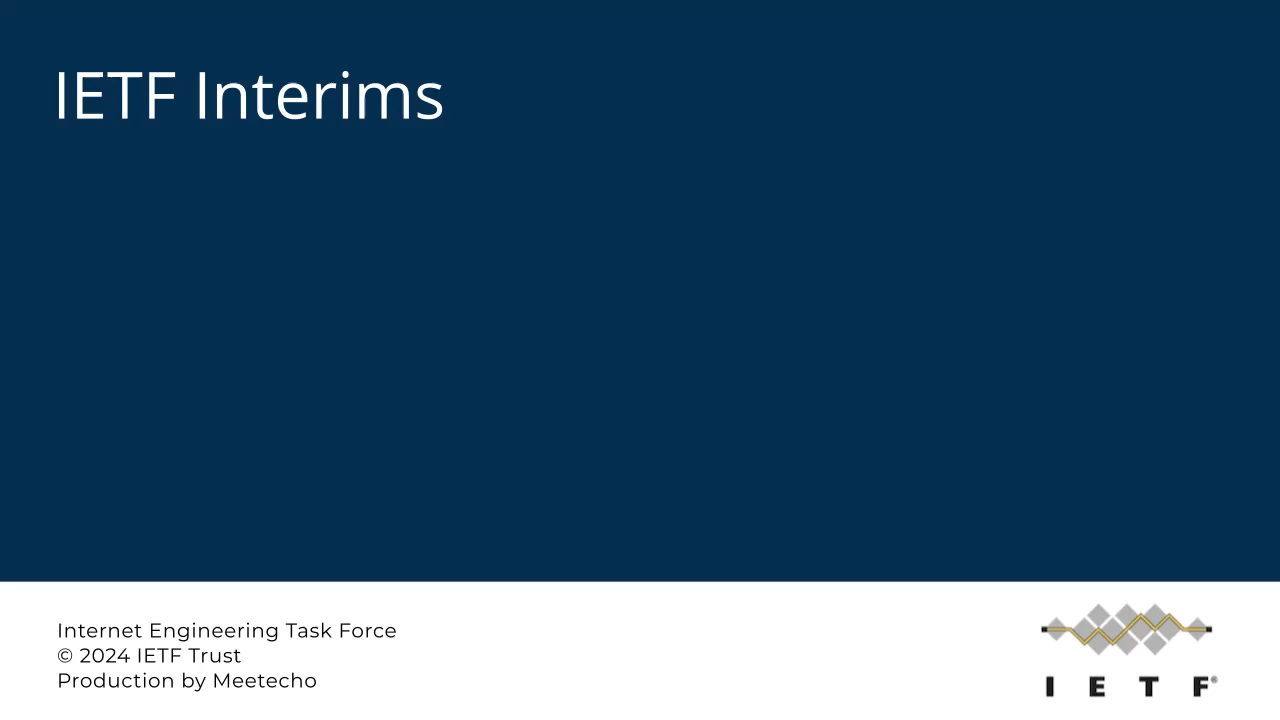 IETF Interims
Internet Engineering Task Force
© 2024 IETF Trust
Production by Meetecho
I E T F®